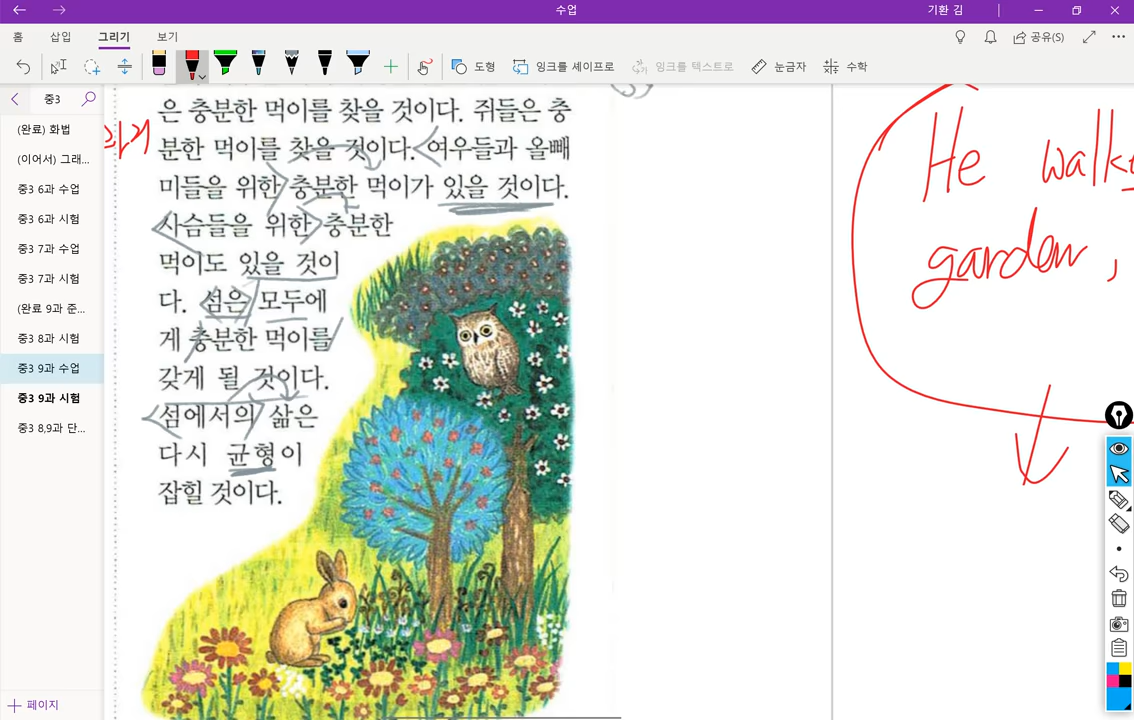 수업
기환 김
홈 삽입 그리기 보기
공유(S)
도형 잉크를 셰이프로 잉크를 텍스트로 눈금자 수학
중3
(완료) 화법
(이어서) 그래...
중3 6과 수업
중3 6과 시험
중3 7과 수업
중3 7과 시험
(완료 9과 준...
중3 8과 시험
중3 9과 수업
중3 9과 시험
중3 8,9과 단...
페이지
은 충분한 먹이를 찾을 것이다. 쥐들은 충
분한 먹이를 찾을 것이다. 여우들과 올빼
미들을 위한 충분한 먹이가 있을 것이다.
사슴들을 위한 충분한
먹이도 있을 것이
다. 섬은 모두에
게 충분한 먹이를
갖게 될 것이다.
섬에서의 삶은
다시 균형이
잡힐 것이다.
He walk
garden,